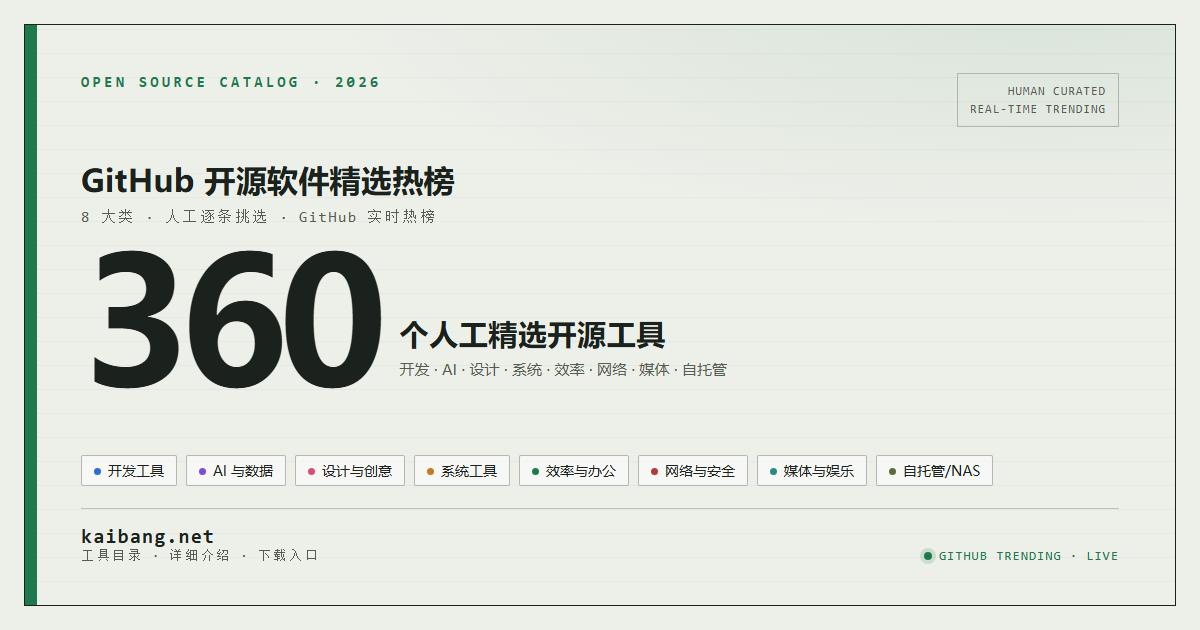 OPEN SOURCE CATALOG · 2026
HUMAN CURATED
REAL-TIME TRENDING
GitHub 开源软件精选热榜
8 大类 · 人工逐条挑选 · GitHub 实时热榜
360
个人工精选开源工具
开发 · AI · 设计 · 系统 · 效率 · 网络 · 媒体 · 自托管
开发工具 AI 与数据 设计与创意 系统工具 效率与办公 网络与安全 媒体与娱乐 自托管/NAS
kaibang.net
工具目录 · 详细介绍 · 下载入口
GITHUB TRENDING · LIVE